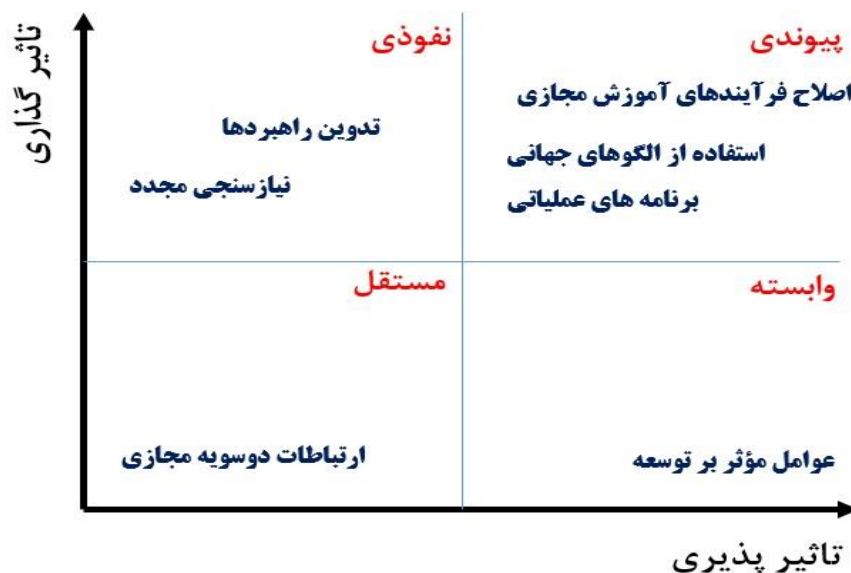 تاثیر گذاری
پیوندی
نفوذی
اصلاح فرآیندهای آموزش مجازی
استفاده از الگوهای جهانی
برنامه های عملیاتی
تدوین راهبردها
نیازسنجی مجدد
وابسته
مستقل
عوامل مؤثر بر توسعه
ارتباطات دوسویه مجازی
تاثیر پذیری